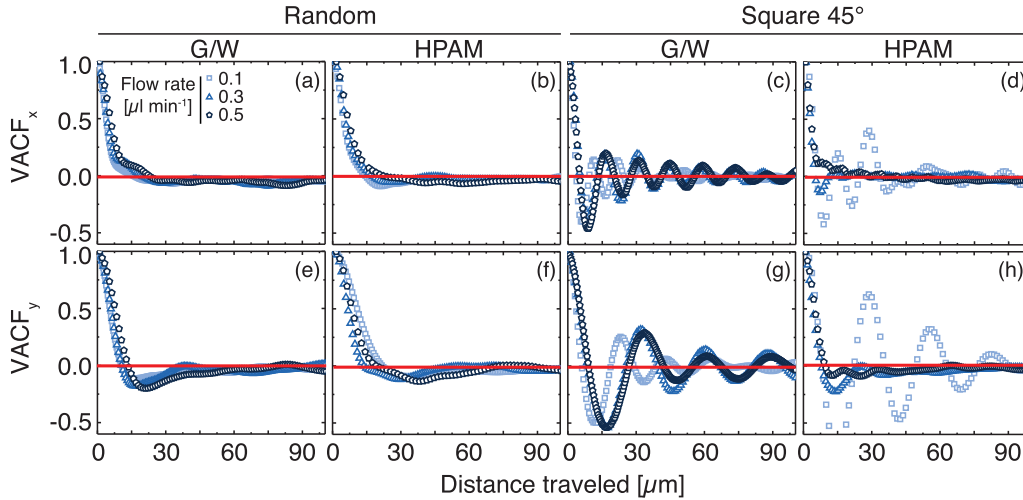 Random Square 45°
G/W HPAM G/W HPAM
1.0 (a) (b) (c) (d)
Flow rate
[µl min⁻¹]
0.1
0.3
0.5
VACFx
0.5
0.0
-0.5
1.0 (e) (f) (g) (h)
VACFy
0.5
0.0
-0.5
0 30 60 90 0 30 60 90 0 30 60 90 0 30 60 90
Distance traveled [µm]